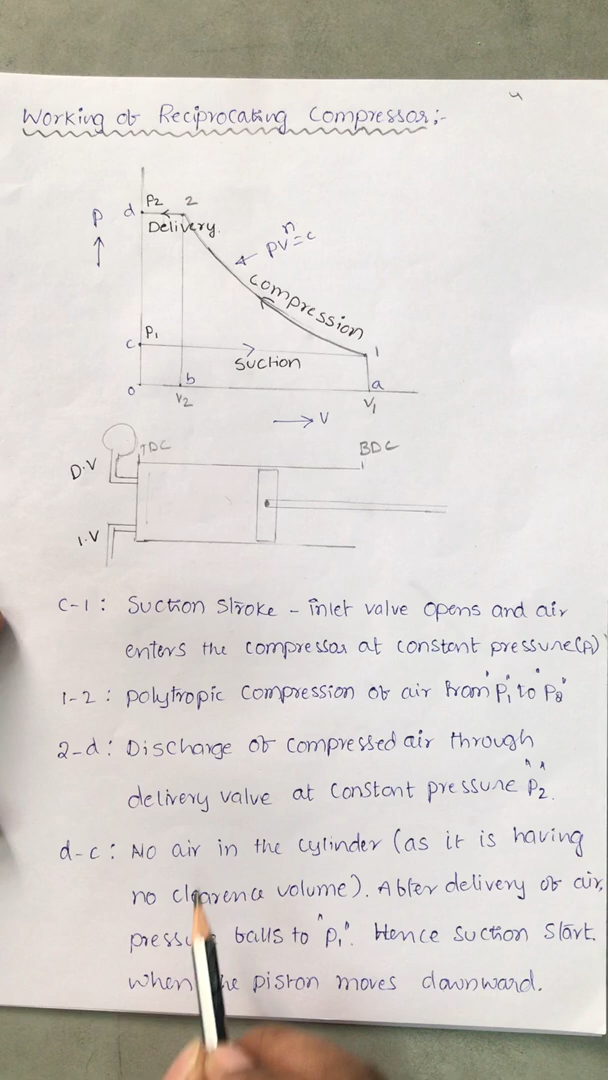 4
Working of Reciprocating Compressor:-
P2 2
d
P Delivery.
PV^n = C
compression
P1
c 1
suction
o b a
V2 V1
V
TDC BDC
D.V
I.V
C-1 : Suction Stroke - inlet valve opens and air
enters the compressor at constant pressure(P1)
1-2 : polytropic compression of air from "P1" to "P2"
2-d : Discharge of compressed air through
delivery valve at constant pressure "P2".
d-c : No air in the cylinder (as it is having
no clearence volume). After delivery of air,
falls to "P1". Hence suction start.
when piston moves downward.